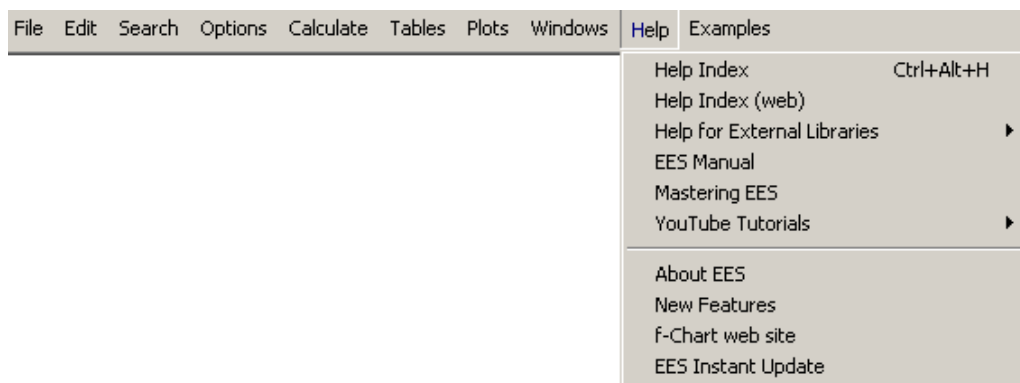 File Edit Search Options Calculate Tables Plots Windows Help Examples
Help Index Ctrl+Alt+H
Help Index (web)
Help for External Libraries
EES Manual
Mastering EES
YouTube Tutorials
About EES
New Features
f-Chart web site
EES Instant Update